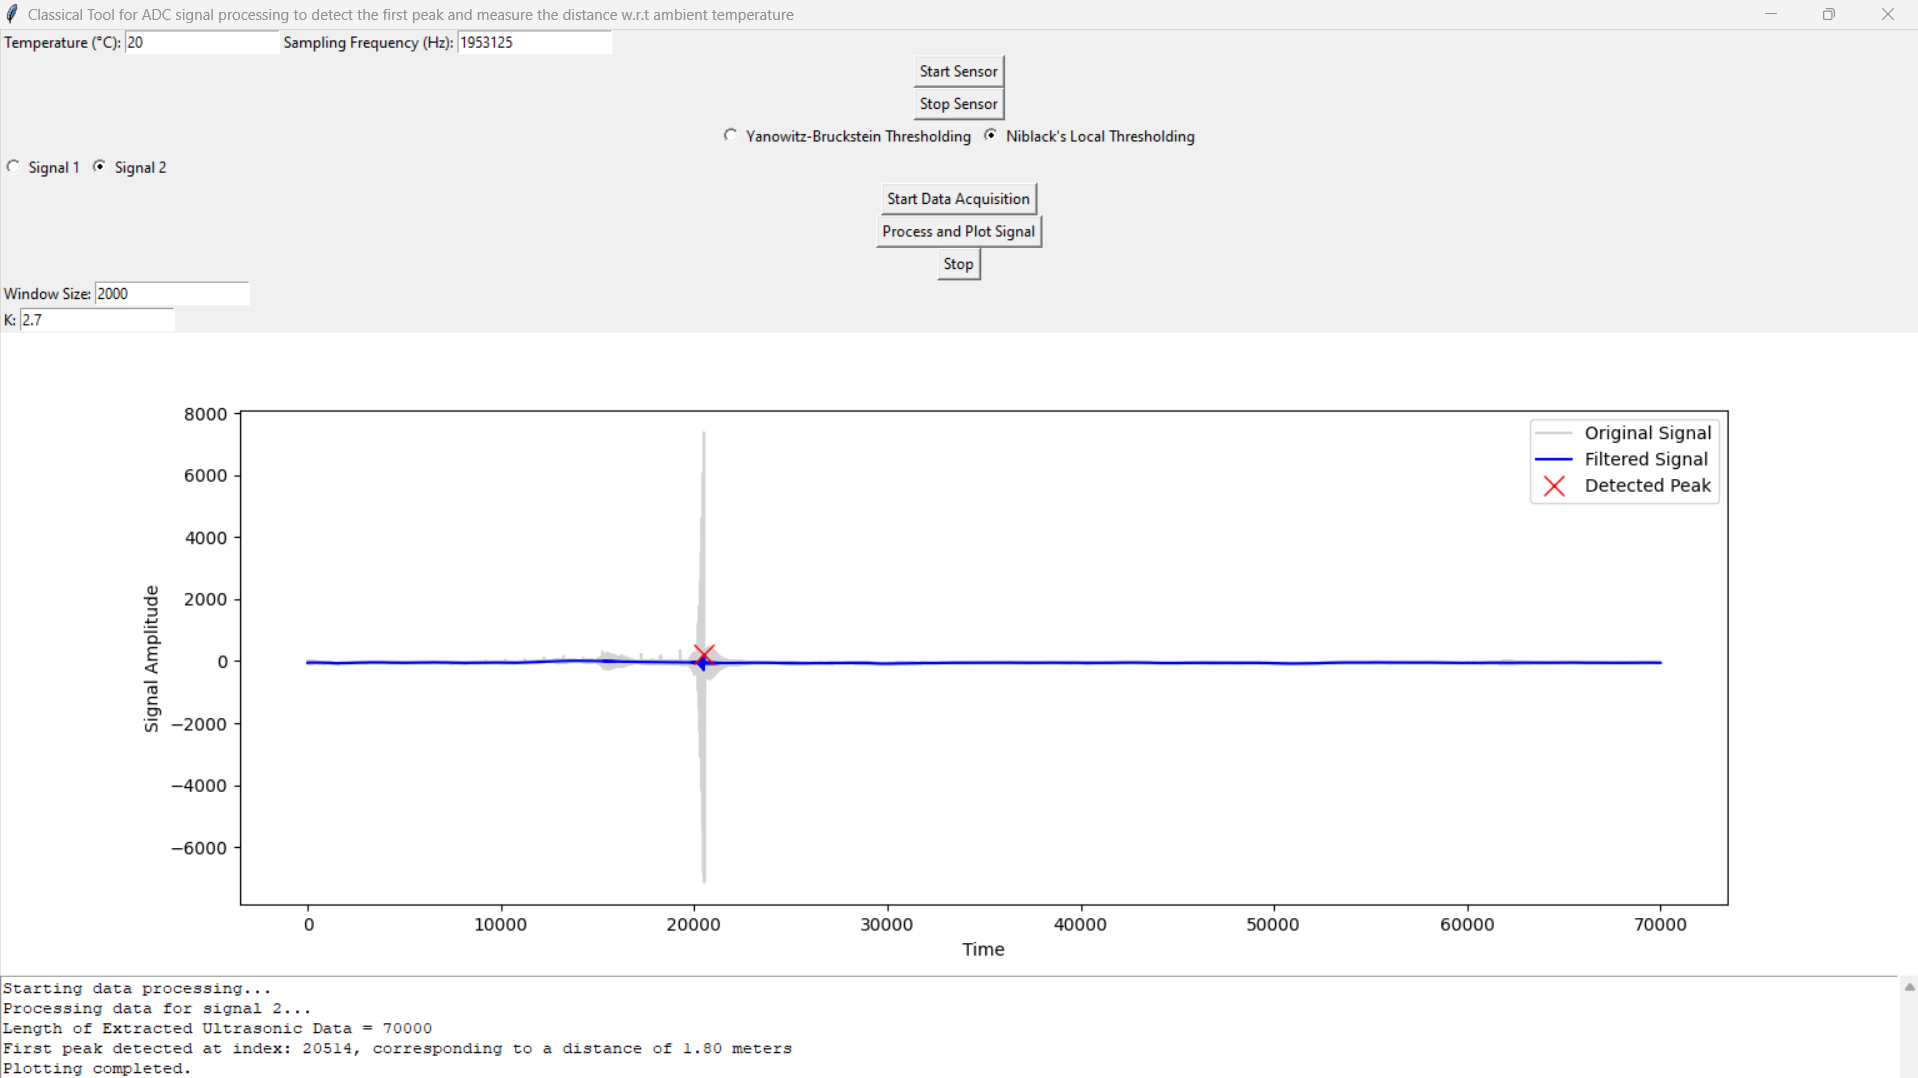 Classical Tool for ADC signal processing to detect the first peak and measure the distance w.r.t ambient temperature
Temperature (°C): 20 Sampling Frequency (Hz): 1953125
Start Sensor
Stop Sensor
Yanowitz-Bruckstein Thresholding Niblack's Local Thresholding
Signal 1 Signal 2
Start Data Acquisition
Process and Plot Signal
Stop
Window Size: 2000
K: 2.7
8000
6000
4000
2000
0
−2000
−4000
−6000
Signal Amplitude
Original Signal
Filtered Signal
Detected Peak
0 10000 20000 30000 40000 50000 60000 70000
Time
Starting data processing...
Processing data for signal 2...
Length of Extracted Ultrasonic Data = 70000
First peak detected at index: 20514, corresponding to a distance of 1.80 meters
Plotting completed.